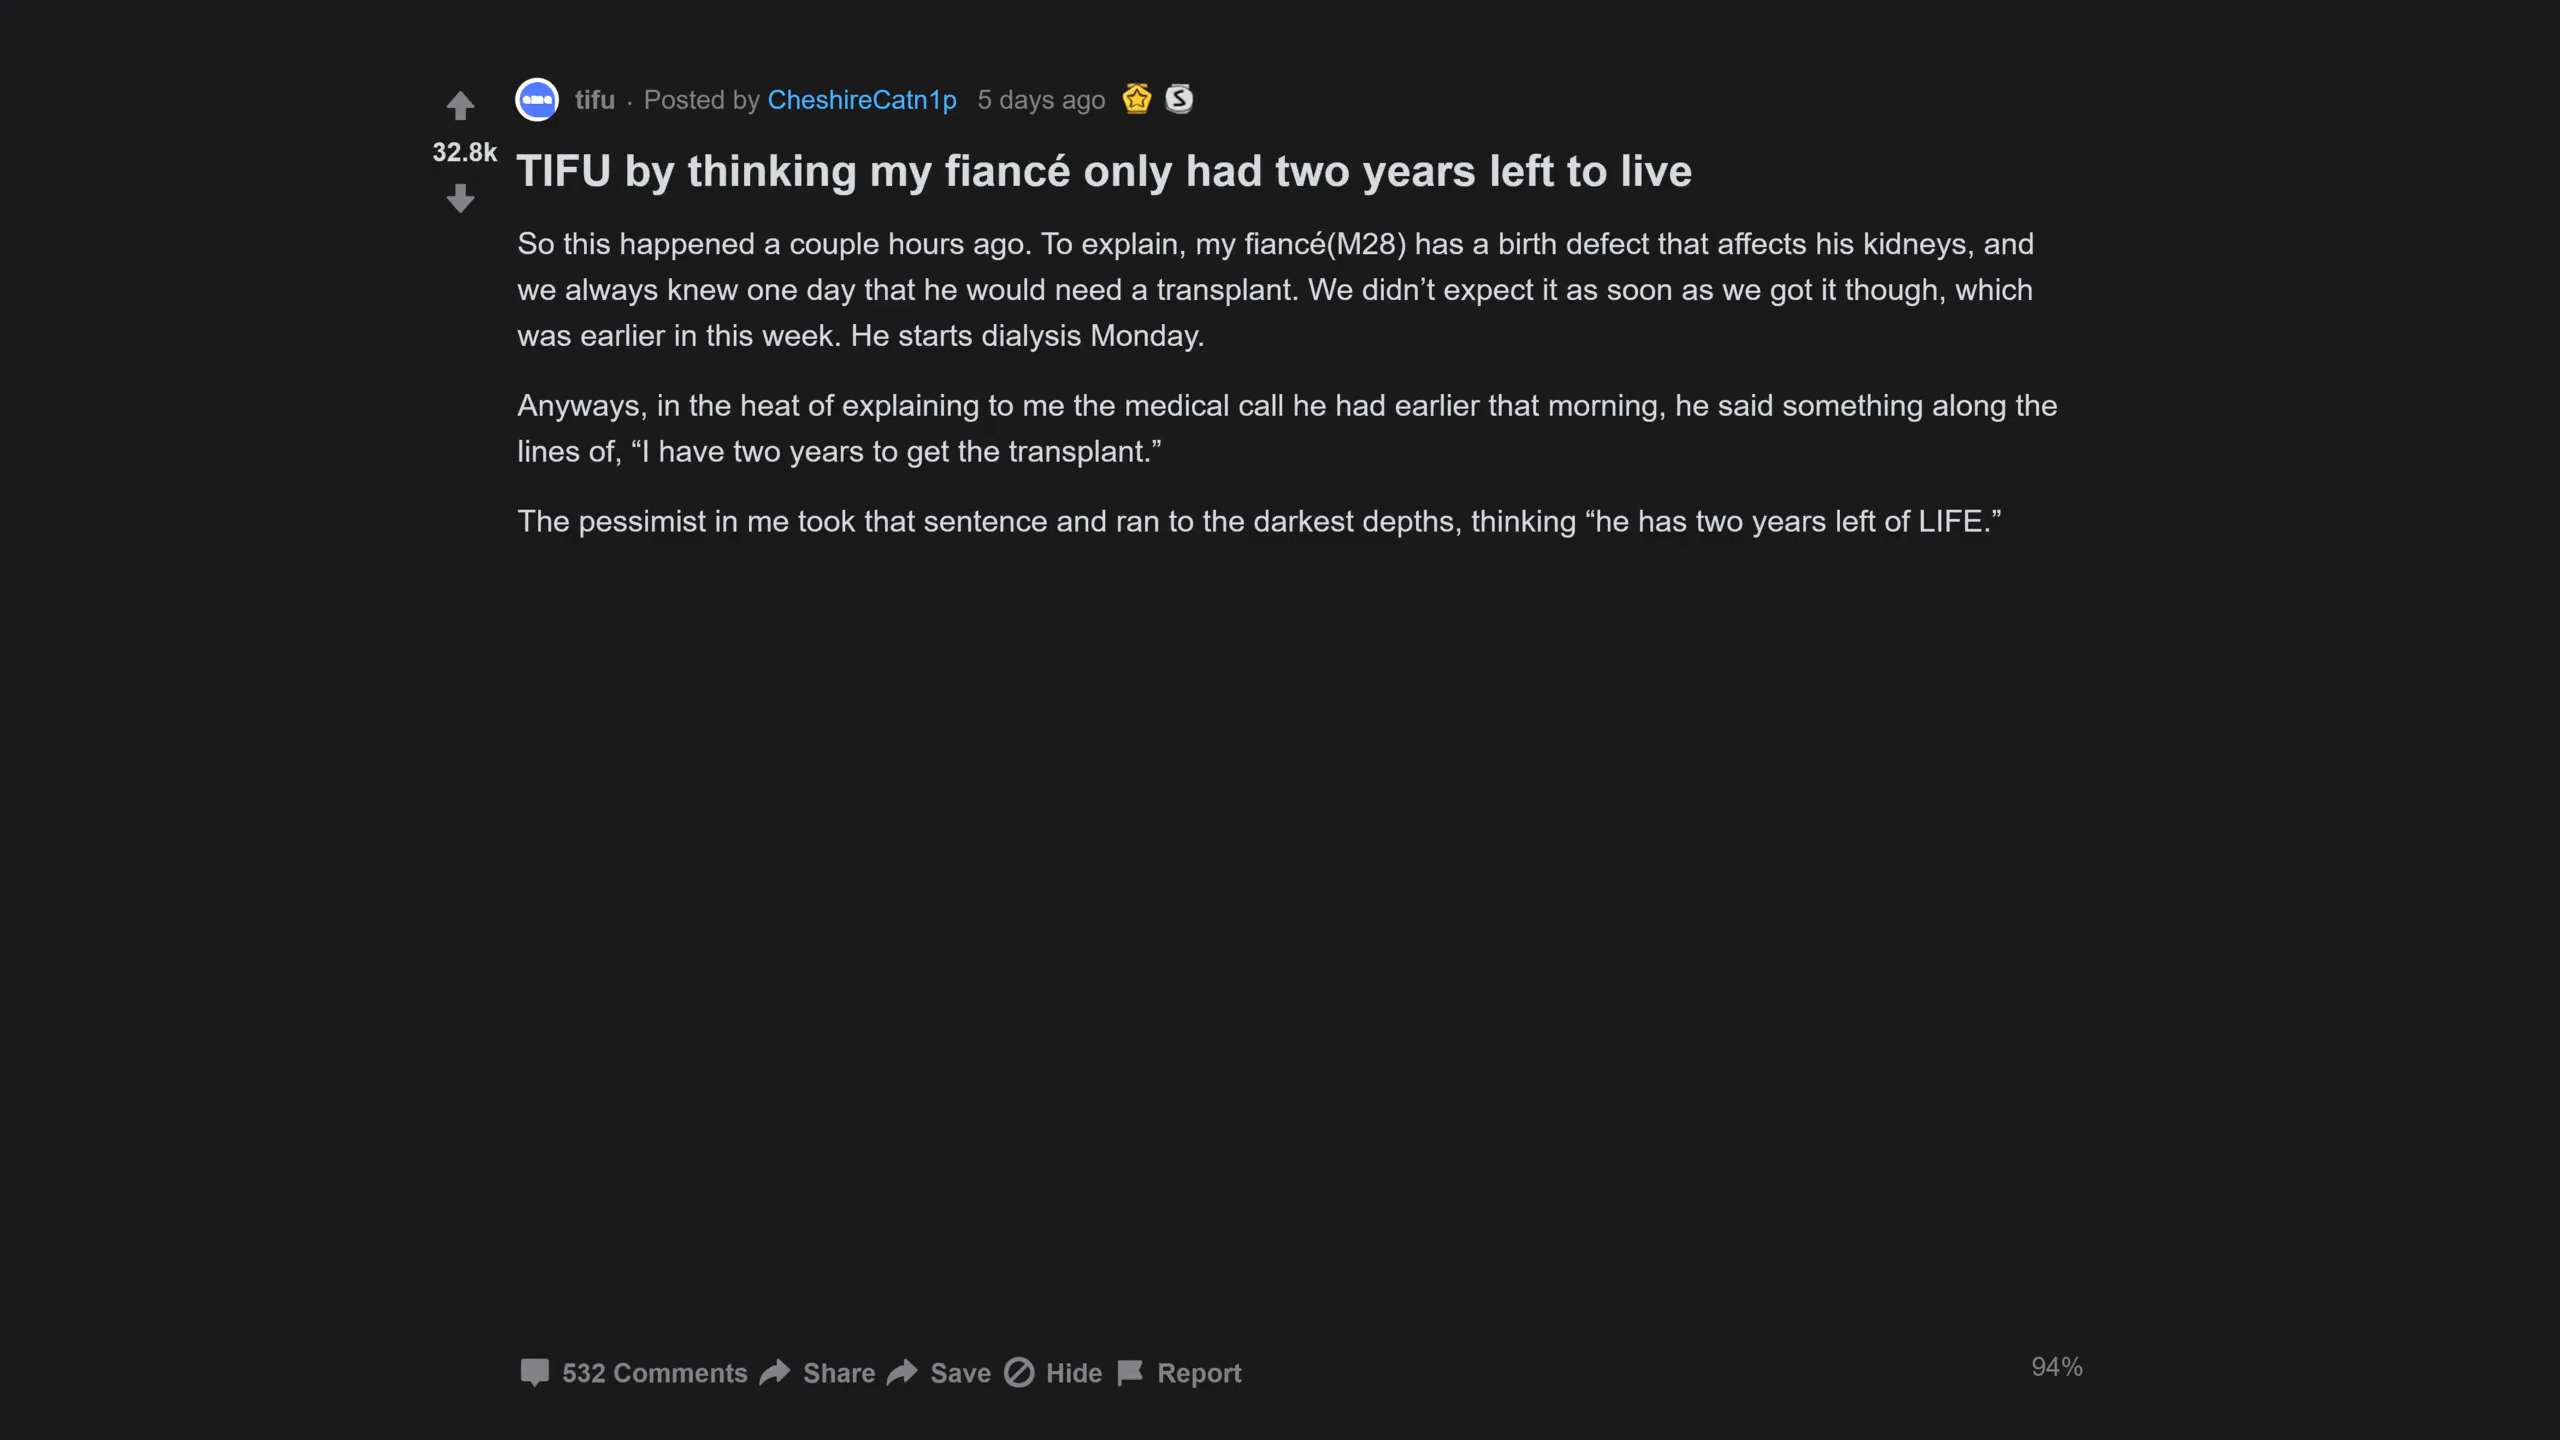 ama tifu · Posted by CheshireCatn1p 5 days ago S
32.8k
TIFU by thinking my fiancé only had two years left to live
So this happened a couple hours ago. To explain, my fiancé(M28) has a birth defect that affects his kidneys, and
we always knew one day that he would need a transplant. We didn’t expect it as soon as we got it though, which
was earlier in this week. He starts dialysis Monday.
Anyways, in the heat of explaining to me the medical call he had earlier that morning, he said something along the
lines of, “I have two years to get the transplant.”
The pessimist in me took that sentence and ran to the darkest depths, thinking “he has two years left of LIFE.”
532 Comments Share Save Hide Report 94%